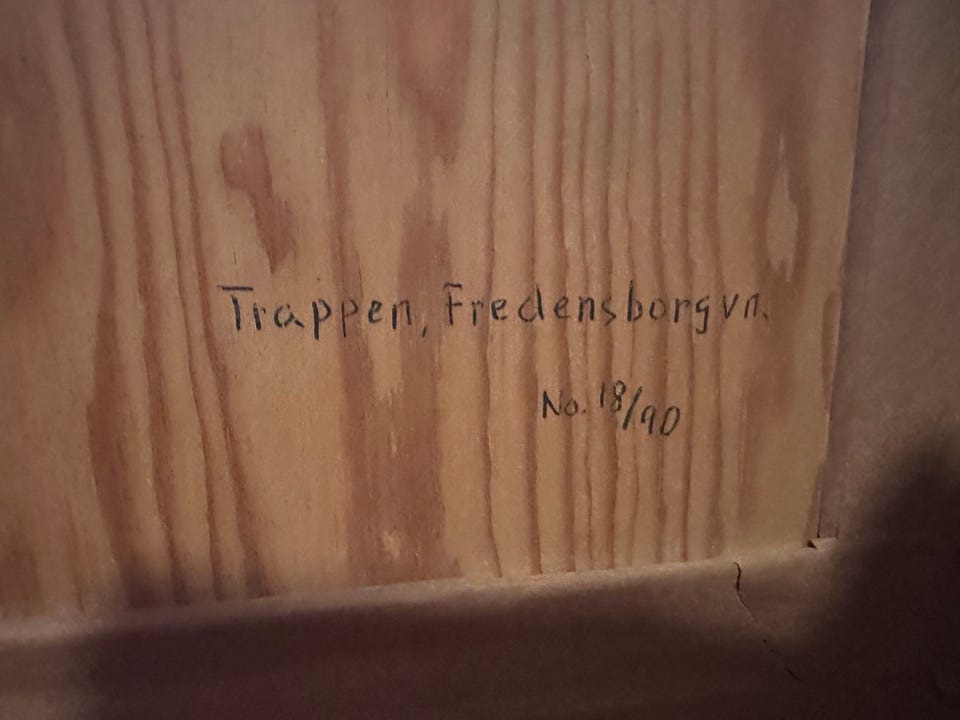 Trappen, Fredensborgvn.
No. 18/90